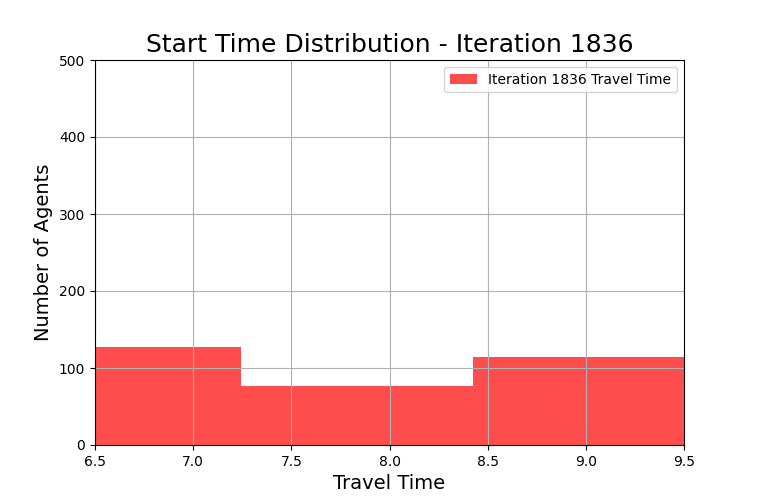 Start Time Distribution - Iteration 1836
Iteration 1836 Travel Time
Number of Agents
500
400
300
200
100
0
6.5 7.0 7.5 8.0 8.5 9.0 9.5
Travel Time